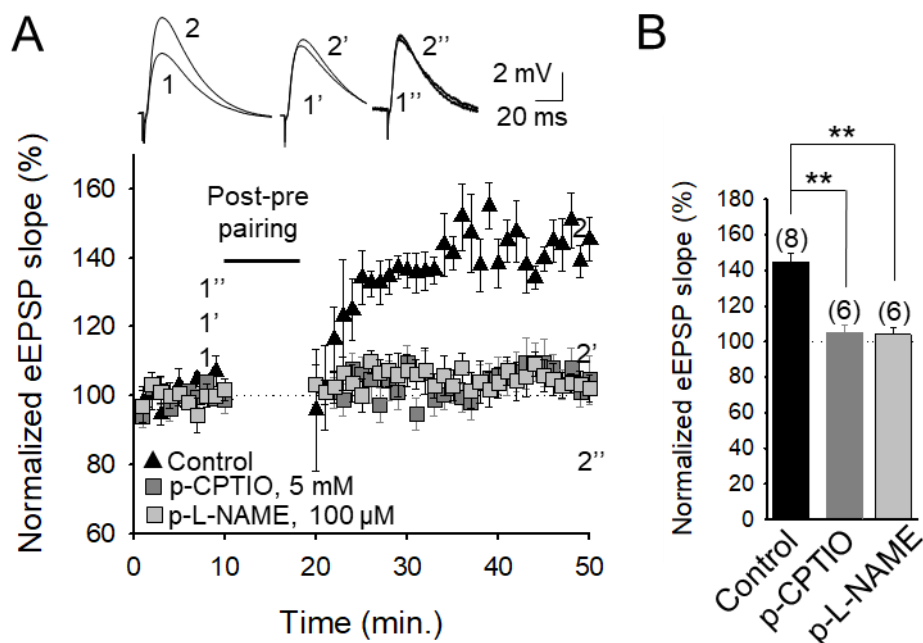 A
2
1
2'
1'
2''
1''
2 mV
20 ms
Normalized eEPSP slope (%)
160
140
120
100
80
60
Post-pre
pairing
1''
1'
1
2
2'
2''
Control
p-CPTIO, 5 mM
p-L-NAME, 100 µM
0
10
20
30
40
50
Time (min.)
B
**
**
Normalized eEPSP slope (%)
180
160
140
120
100
80
60
40
20
0
(8)
(6)
(6)
Control
p-CPTIO
p-L-NAME